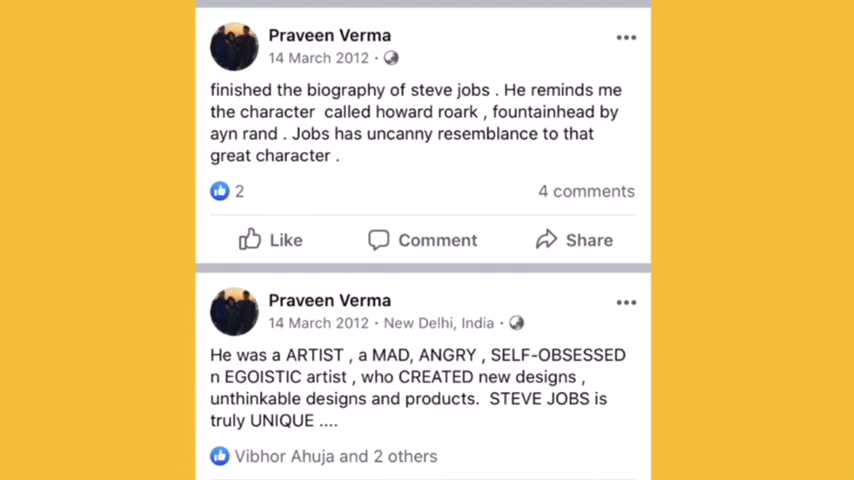 Praveen Verma
14 March 2012 ·
finished the biography of steve jobs . He reminds me
the character called howard roark , fountainhead by
ayn rand . Jobs has uncanny resemblance to that
great character .
2
4 comments
Like
Comment
Share
Praveen Verma
14 March 2012 · New Delhi, India ·
He was a ARTIST , a MAD, ANGRY , SELF-OBSESSED
n EGOISTIC artist , who CREATED new designs ,
unthinkable designs and products. STEVE JOBS is
truly UNIQUE ....
Vibhor Ahuja and 2 others